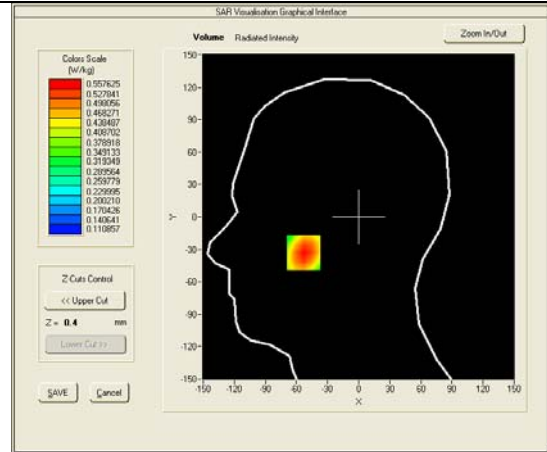 SAR Visualisation Graphical Interface
Volume Radiated Intensity
Zoom In/Out
Colors Scale
(W/kg)
0.557625
0.527841
0.498056
0.468271
0.438487
0.408702
0.378918
0.349133
0.319349
0.289564
0.259779
0.229995
0.200210
0.170426
0.140641
0.110857
Z-Cuts Control
<< Upper Cut
Z = 0.4 mm
Lower Cut >>
SAVE Cancel
150
120
90
60
30
0
-30
-60
-90
-120
-150
Y
-150 -120 -90 -60 -30 0 30 60 90 120 150
X